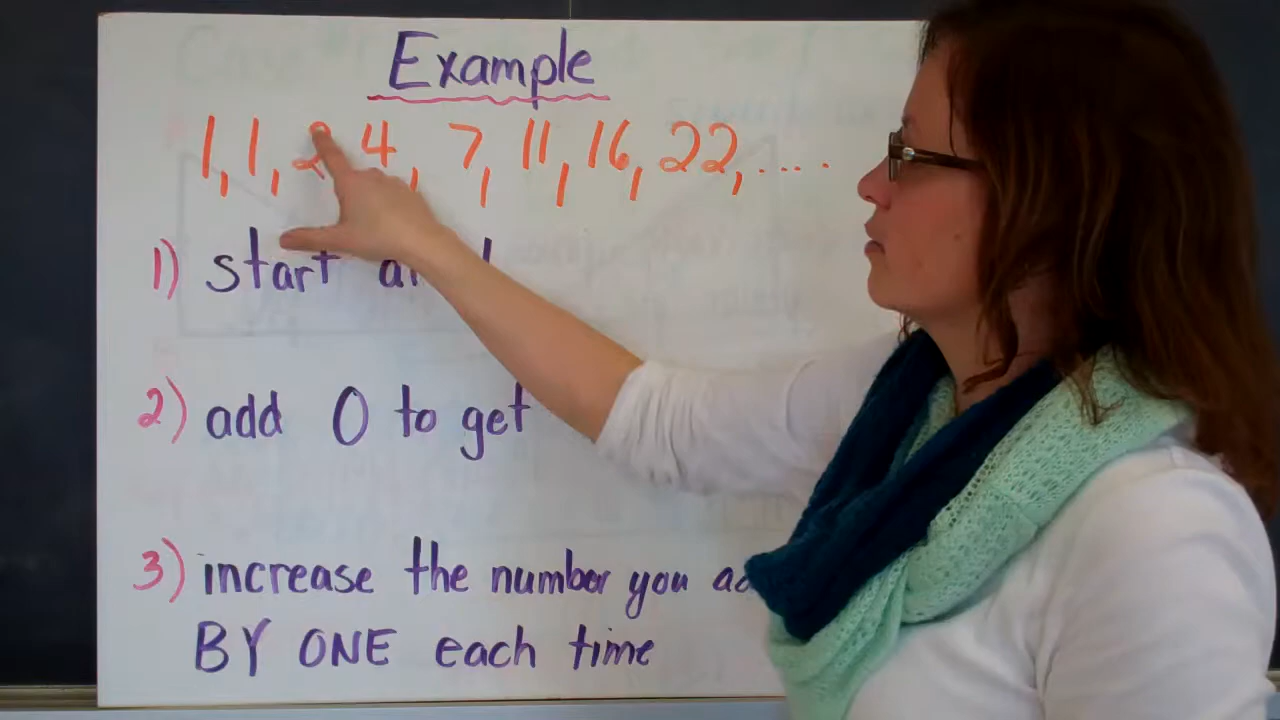 Example
1, 1, 2 4, 7, 11, 16, 22, ....
1) start
2) add 0 to get
3) increase the number you
BY ONE each time